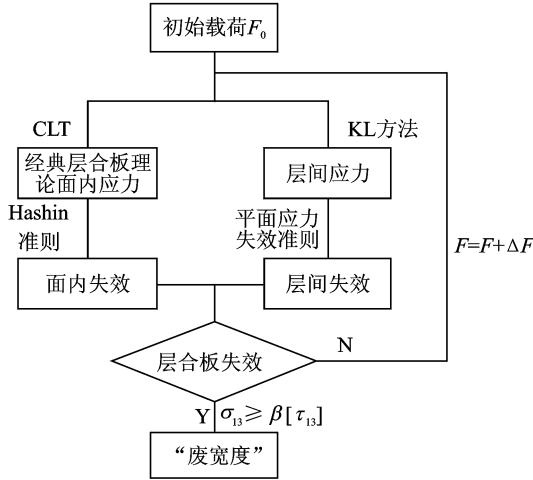 初始载荷F₀
CLT
KL方法
经典层合板理
论面内应力
层间应力
Hashin
准则
平面应力
失效准则
F=F+ΔF
面内失效
层间失效
层合板失效
N
Y
σ₁₃≥β[τ₁₃]
“废宽度”